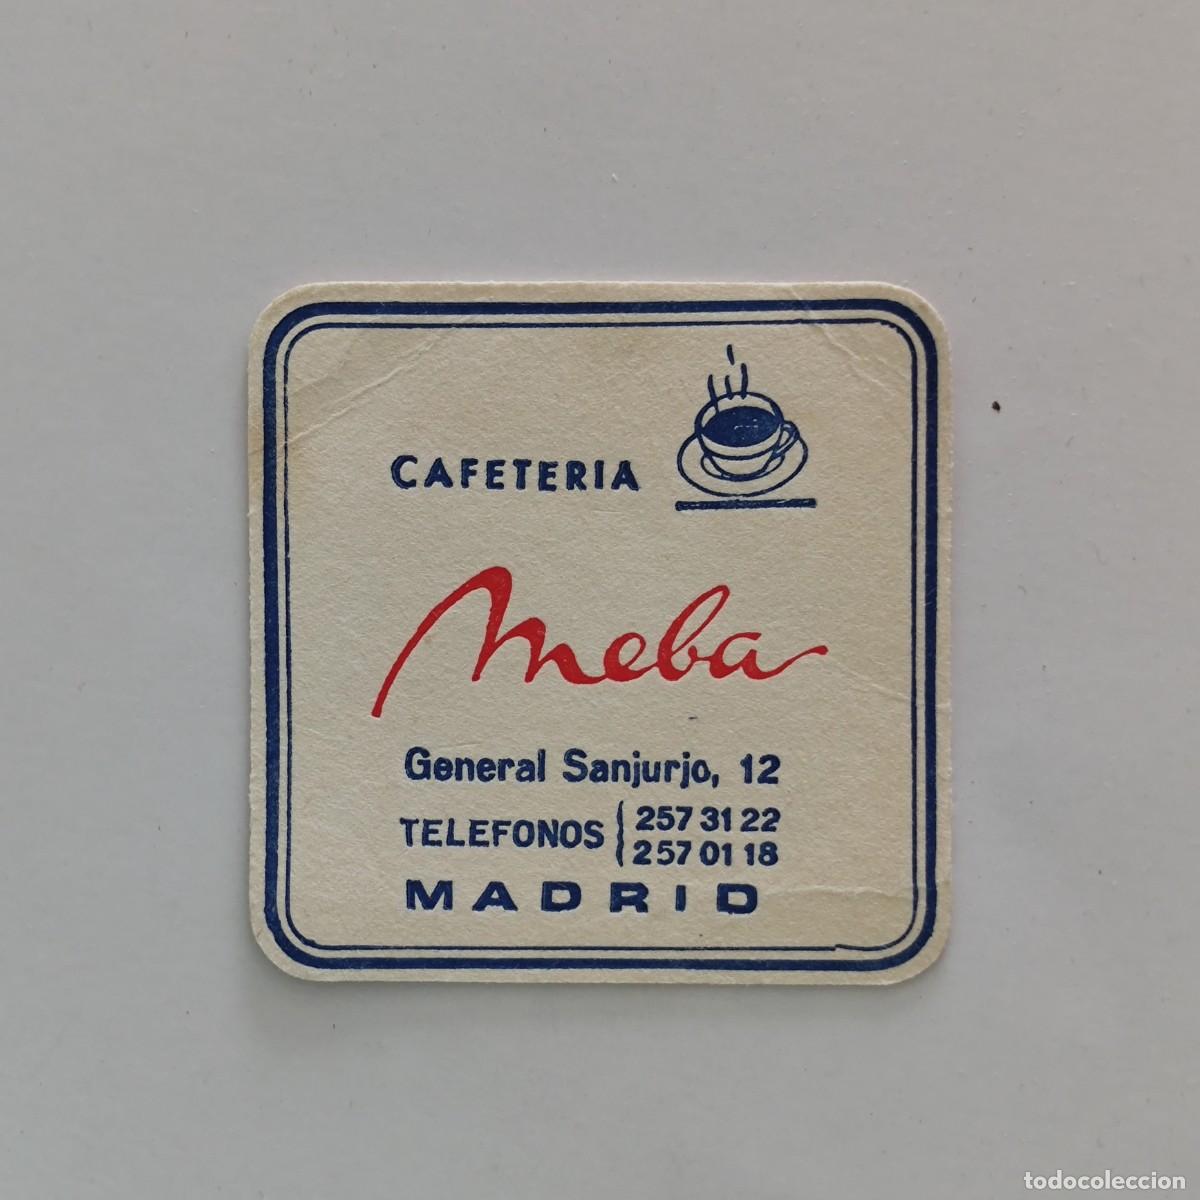 CAFETERIA
Meba
General Sanjurjo, 12
TELEFONOS { 257 31 22
257 01 18
MADRID
todocoleccion